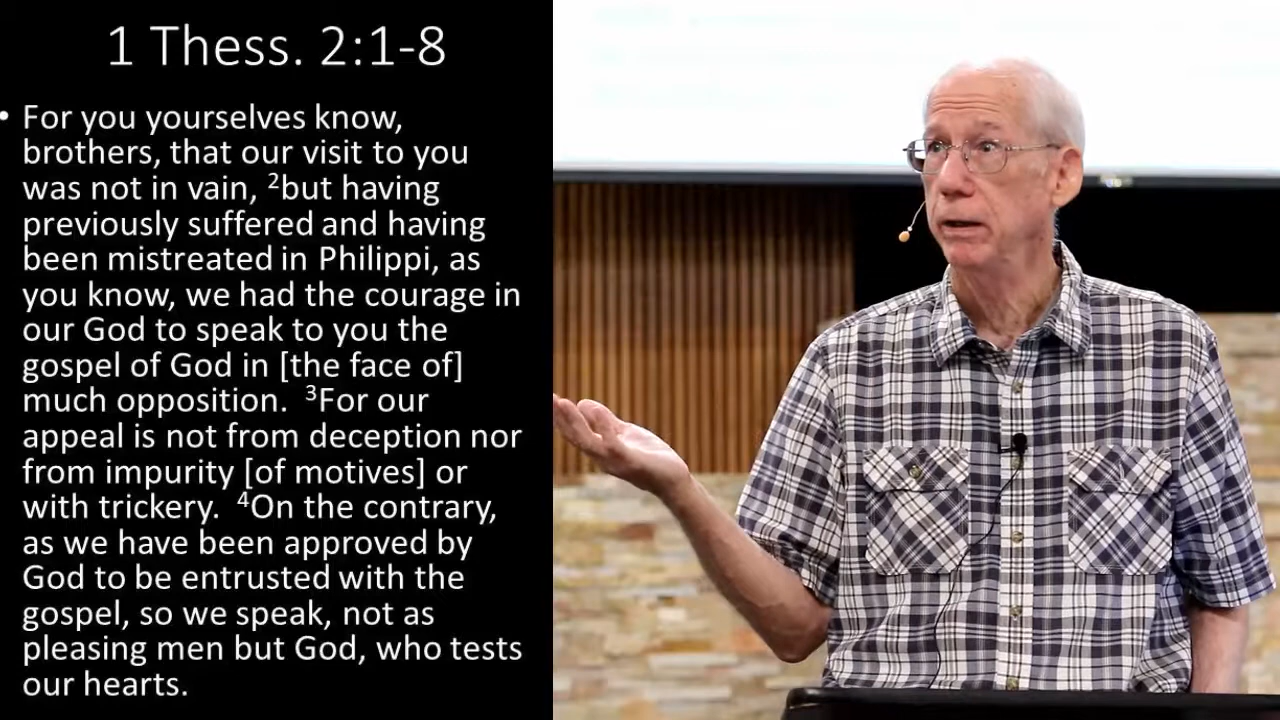 1 Thess. 2:1-8
• For you yourselves know,
brothers, that our visit to you
was not in vain, ²but having
previously suffered and having
been mistreated in Philippi, as
you know, we had the courage in
our God to speak to you the
gospel of God in [the face of]
much opposition. ³For our
appeal is not from deception nor
from impurity [of motives] or
with trickery. ⁴On the contrary,
as we have been approved by
God to be entrusted with the
gospel, so we speak, not as
pleasing men but God, who tests
our hearts.